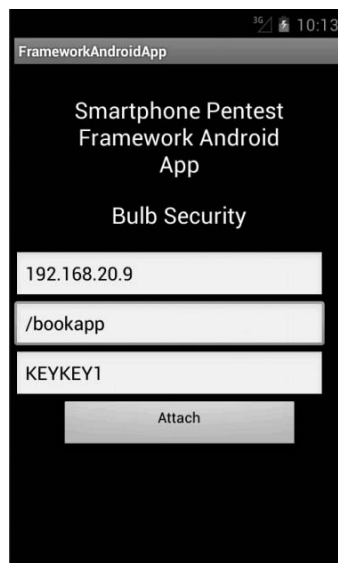 3G 10:13
FrameworkAndroidApp
Smartphone Pentest
Framework Android
App
Bulb Security
192.168.20.9
/bookapp
KEYKEY1
Attach